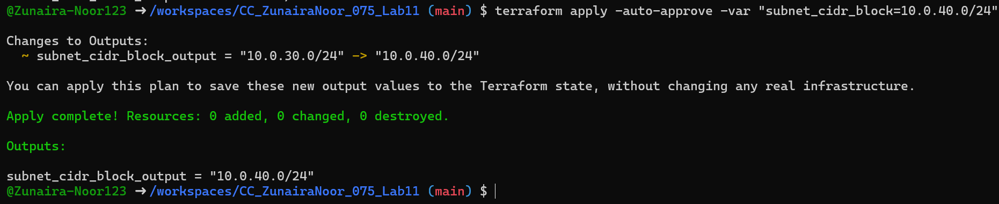 @Zunaira-Noor123 ➜ /workspaces/CC_ZunairaNoor_075_Lab11 (main) $ terraform apply -auto-approve -var "subnet_cidr_block=10.0.40.0/24"
Changes to Outputs:
~ subnet_cidr_block_output = "10.0.30.0/24" -> "10.0.40.0/24"
You can apply this plan to save these new output values to the Terraform state, without changing any real infrastructure.
Apply complete! Resources: 0 added, 0 changed, 0 destroyed.
Outputs:
subnet_cidr_block_output = "10.0.40.0/24"
@Zunaira-Noor123 ➜ /workspaces/CC_ZunairaNoor_075_Lab11 (main) $